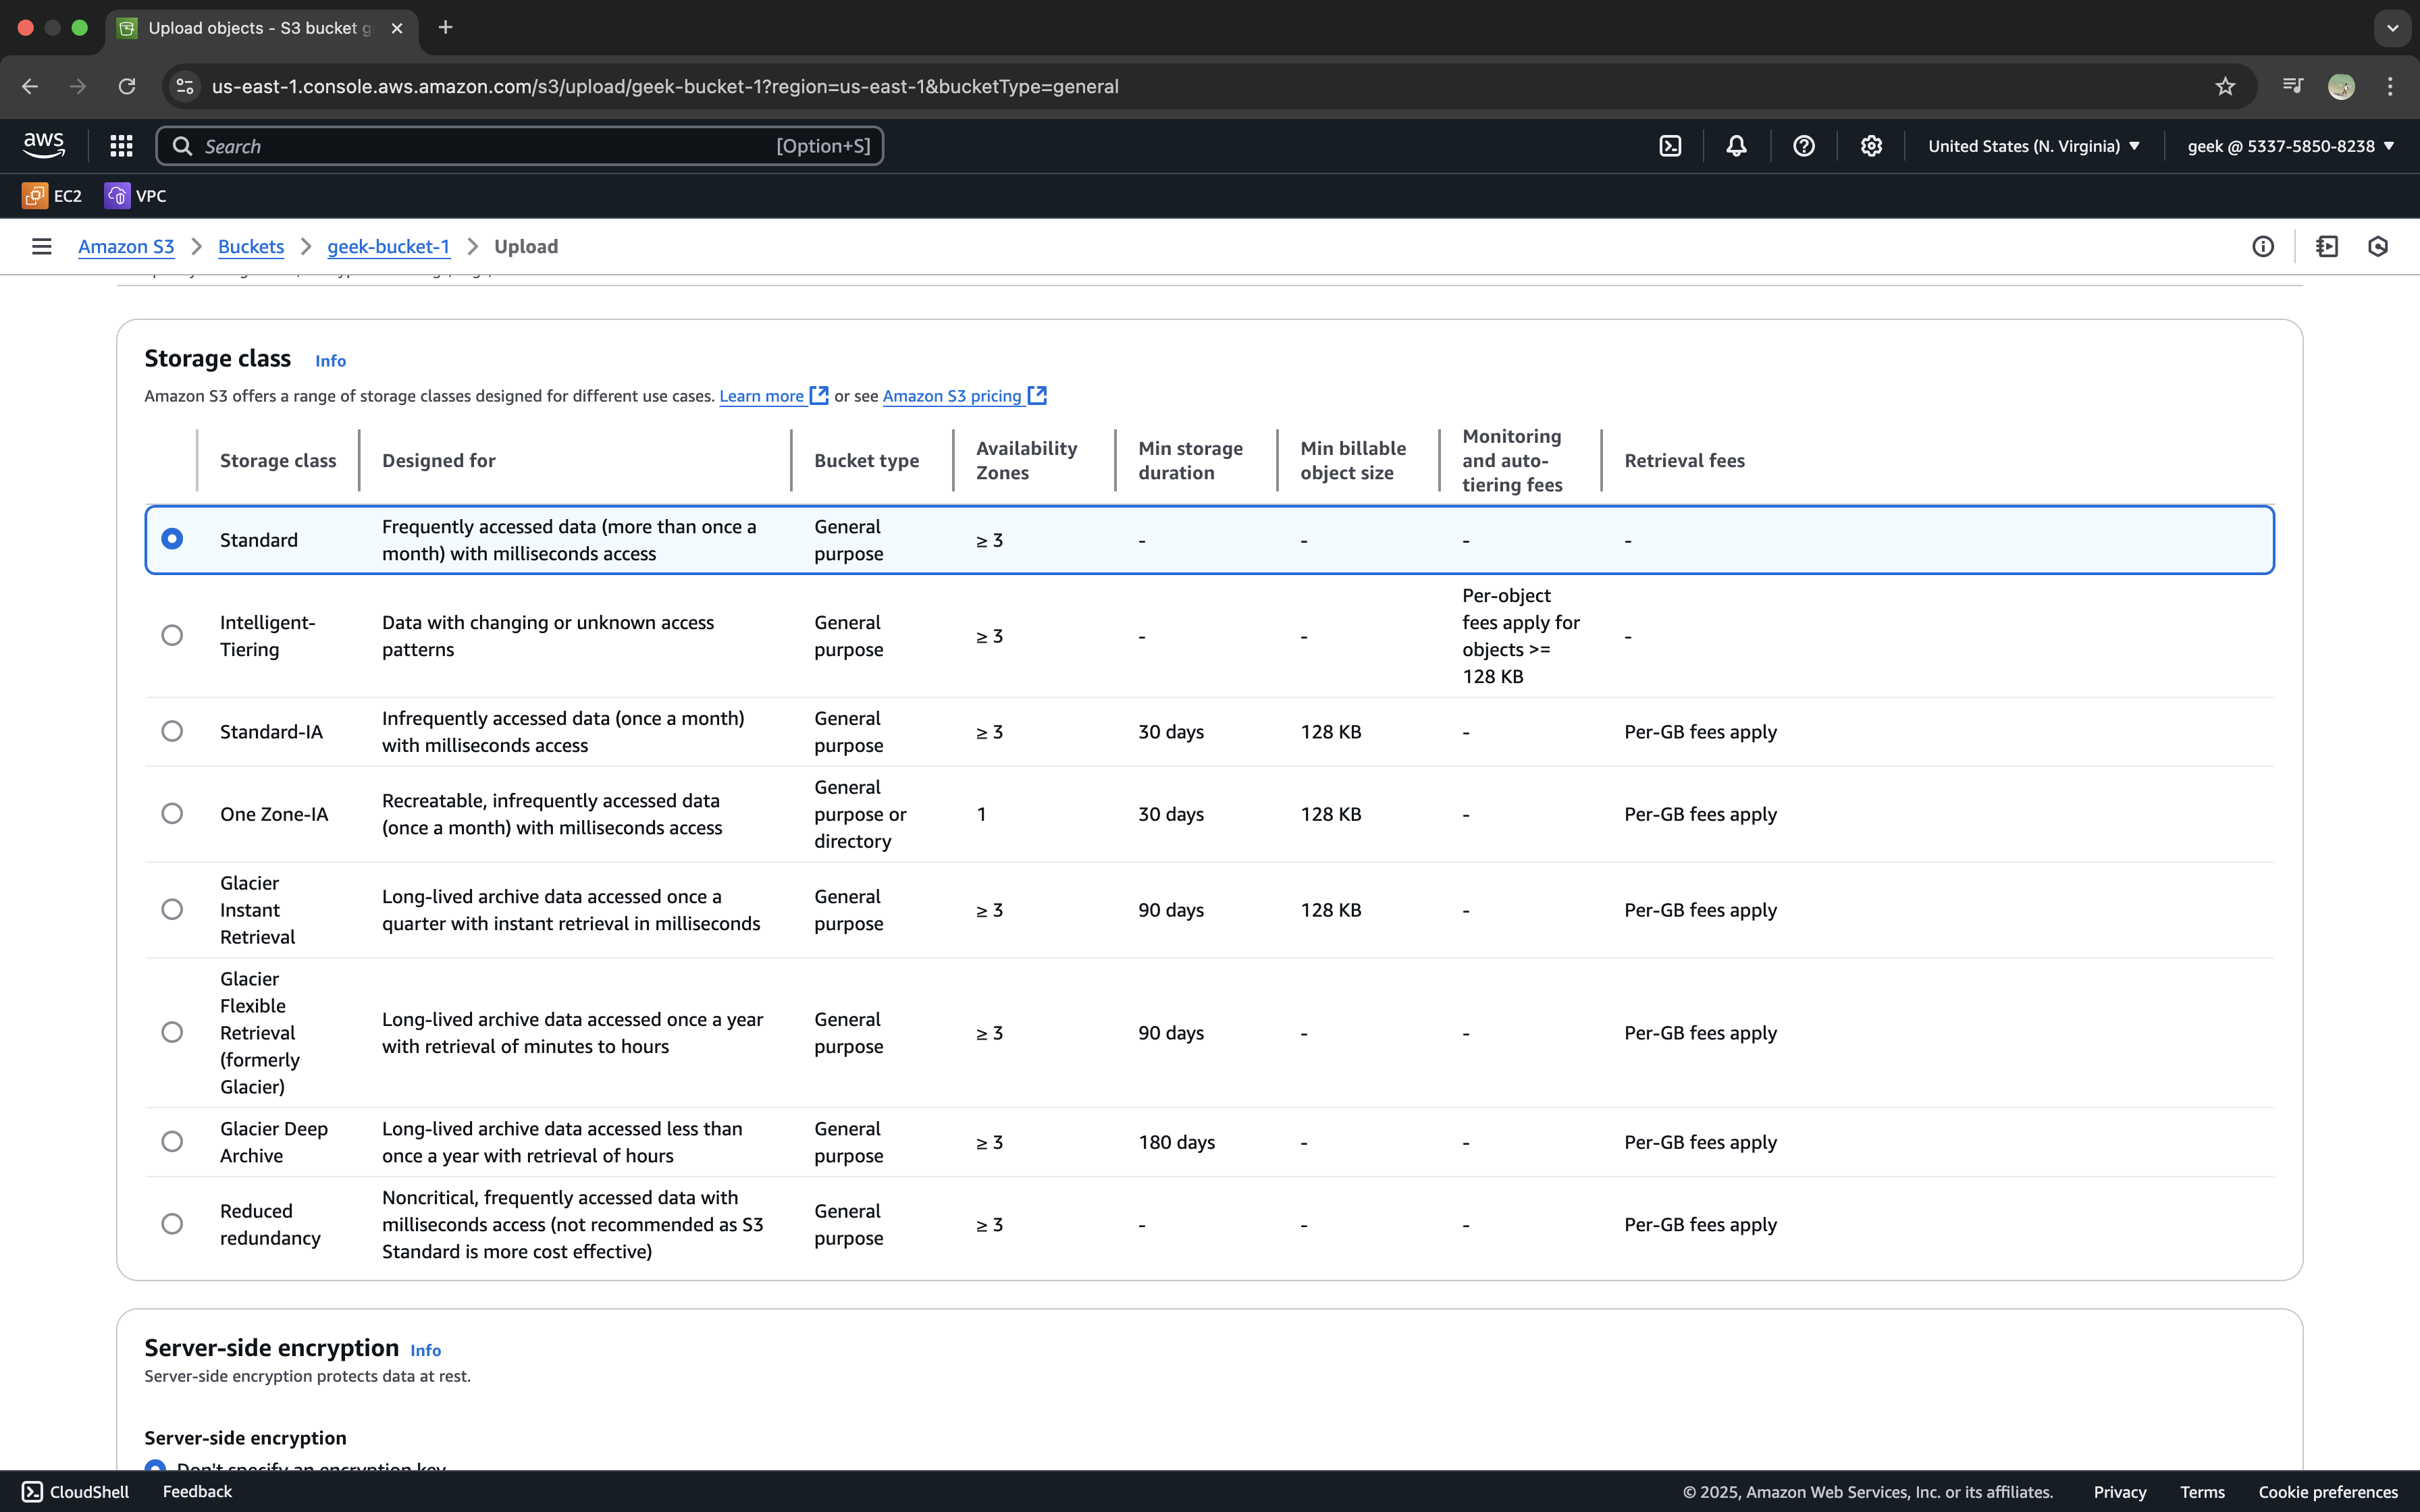 Upload objects - S3 bucket g
us-east-1.console.aws.amazon.com/s3/upload/geek-bucket-1?region=us-east-1&bucketType=general
aws
Search
[Option+S]
United States (N. Virginia)
geek @ 5337-5850-8238
EC2
VPC
Amazon S3
Buckets
geek-bucket-1
Upload
Storage class
Info
Amazon S3 offers a range of storage classes designed for different use cases. Learn more or see Amazon S3 pricing
Storage class
Designed for
Bucket type
Availability
Zones
Min storage
duration
Min billable
object size
Monitoring
and auto-
tiering fees
Retrieval fees
Standard
Frequently accessed data (more than once a
month) with milliseconds access
General
purpose
≥ 3
-
-
-
-
Intelligent-
Tiering
Data with changing or unknown access
patterns
General
purpose
≥ 3
-
-
Per-object
fees apply for
objects >=
128 KB
-
Standard-IA
Infrequently accessed data (once a month)
with milliseconds access
General
purpose
≥ 3
30 days
128 KB
-
Per-GB fees apply
One Zone-IA
Recreatable, infrequently accessed data
(once a month) with milliseconds access
General
purpose or
directory
1
30 days
128 KB
-
Per-GB fees apply
Glacier
Instant
Retrieval
Long-lived archive data accessed once a
quarter with instant retrieval in milliseconds
General
purpose
≥ 3
90 days
128 KB
-
Per-GB fees apply
Glacier
Flexible
Retrieval
(formerly
Glacier)
Long-lived archive data accessed once a year
with retrieval of minutes to hours
General
purpose
≥ 3
90 days
-
-
Per-GB fees apply
Glacier Deep
Archive
Long-lived archive data accessed less than
once a year with retrieval of hours
General
purpose
≥ 3
180 days
-
-
Per-GB fees apply
Reduced
redundancy
Noncritical, frequently accessed data with
milliseconds access (not recommended as S3
Standard is more cost effective)
General
purpose
≥ 3
-
-
-
Per-GB fees apply
Server-side encryption
Info
Server-side encryption protects data at rest.
Server-side encryption
Don't specify an encryption key
CloudShell
Feedback
© 2025, Amazon Web Services, Inc. or its affiliates.
Privacy
Terms
Cookie preferences